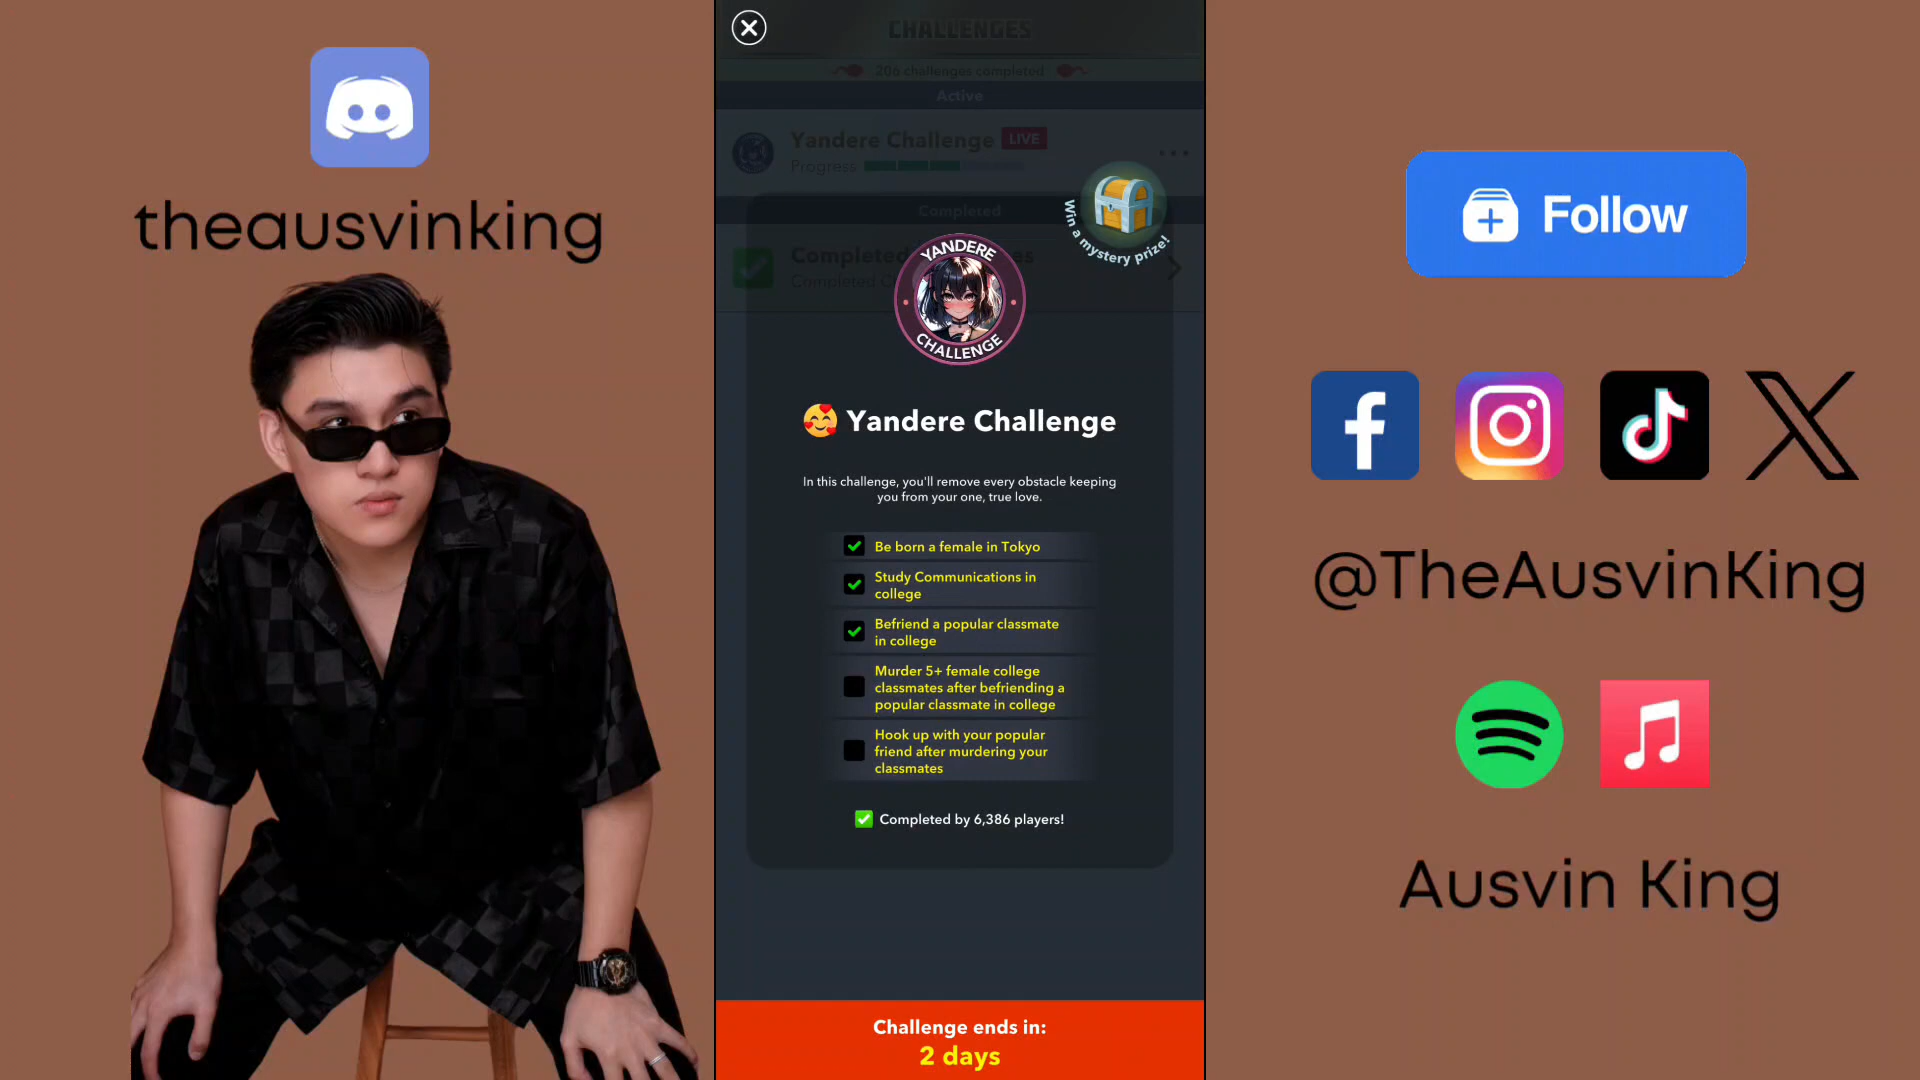 theausvinking
CHALLENGES
206 challenges completed
Active
Yandere Challenge LIVE
Progress
Completed
Completed
Completed
Win a mystery prize!
YANDERE
CHALLENGE
Yandere Challenge
In this challenge, you'll remove every obstacle keeping
you from your one, true love.
Be born a female in Tokyo
Study Communications in
college
Befriend a popular classmate
in college
Murder 5+ female college
classmates after befriending a
popular classmate in college
Hook up with your popular
friend after murdering your
classmates
Completed by 6,386 players!
Challenge ends in:
2 days
Follow
@TheAusvinKing
Ausvin King